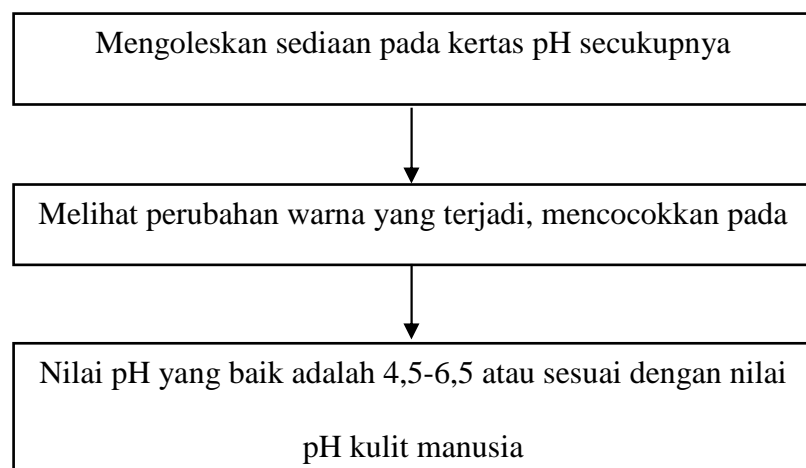 Mengoleskan sediaan pada kertas pH secukupnya
Melihat perubahan warna yang terjadi, mencocokkan pada
Nilai pH yang baik adalah 4,5-6,5 atau sesuai dengan nilai
pH kulit manusia